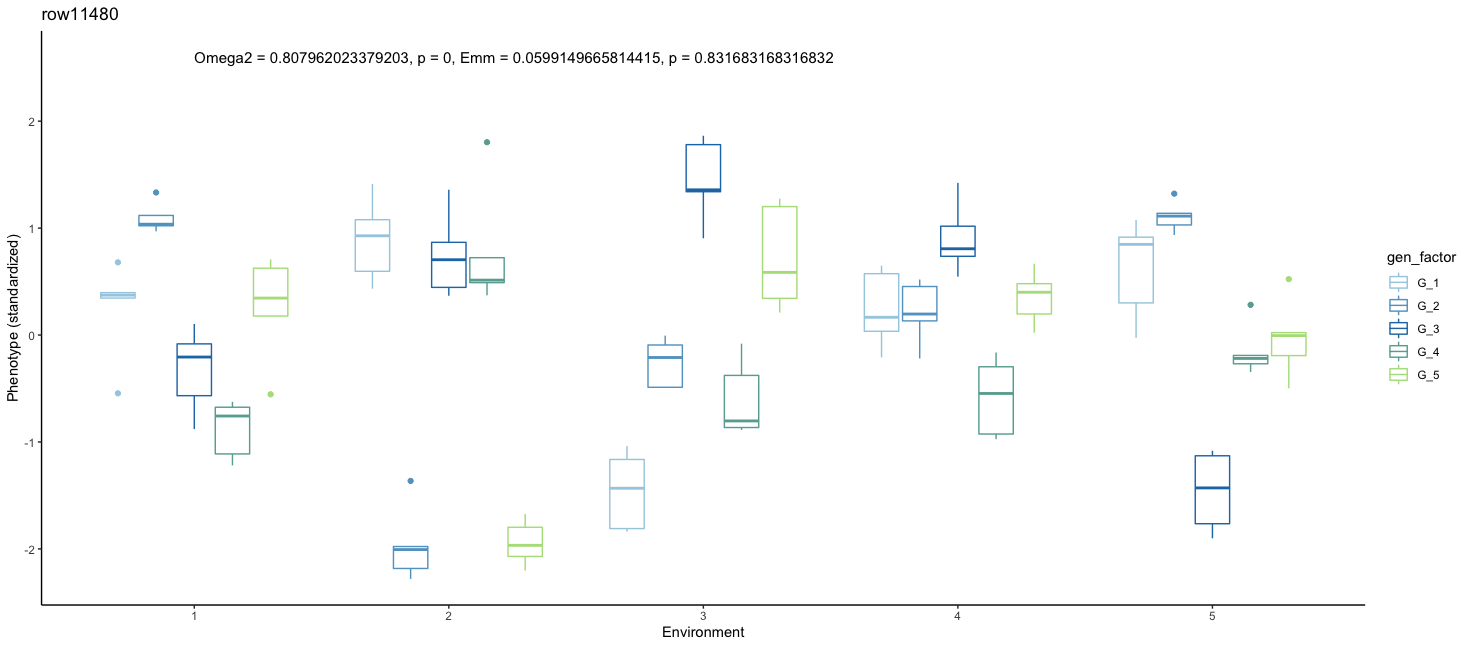 row11480
Omega2 = 0.807962023379203, p = 0, Emm = 0.0599149665814415, p = 0.831683168316832
Phenotype (standardized)
2
1
0
-1
-2
1 2 3 4 5
Environment
gen_factor
G_1
G_2
G_3
G_4
G_5